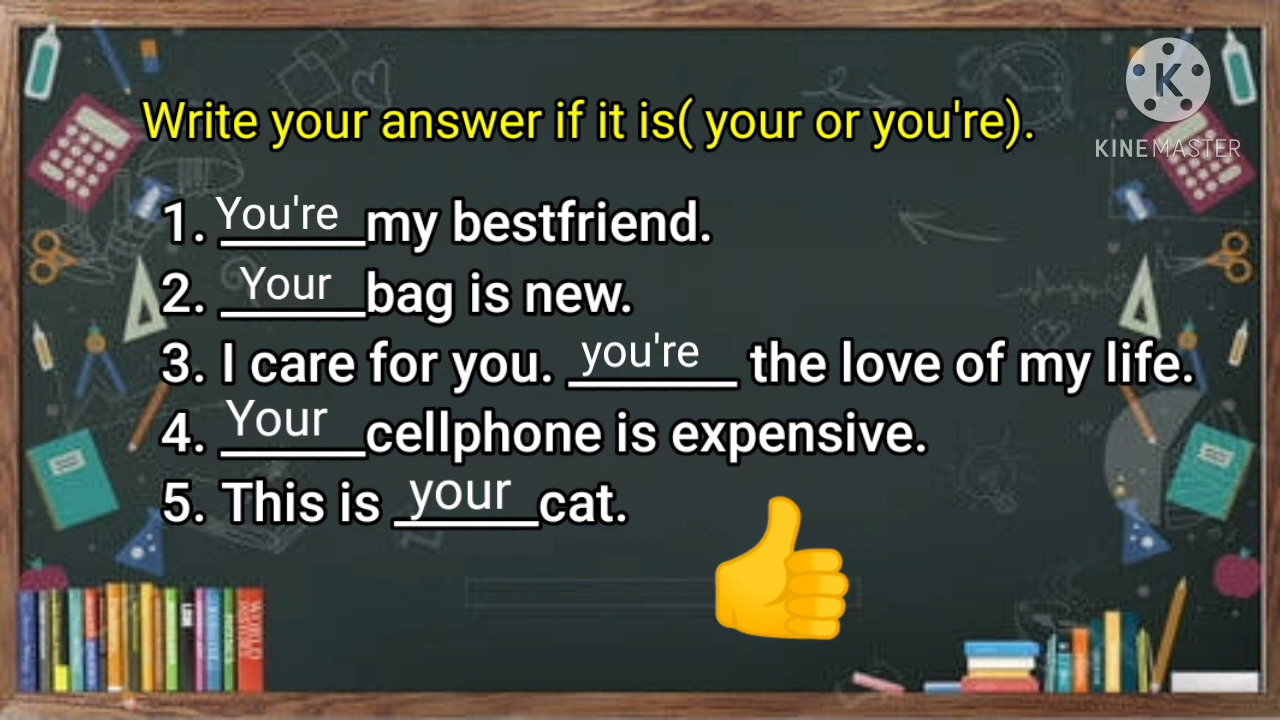 Write your answer if it is( your or you're).
KINEMASTER
1. You're my bestfriend.
2. Your bag is new.
3. I care for you. you're the love of my life.
4. Your cellphone is expensive.
5. This is your cat.